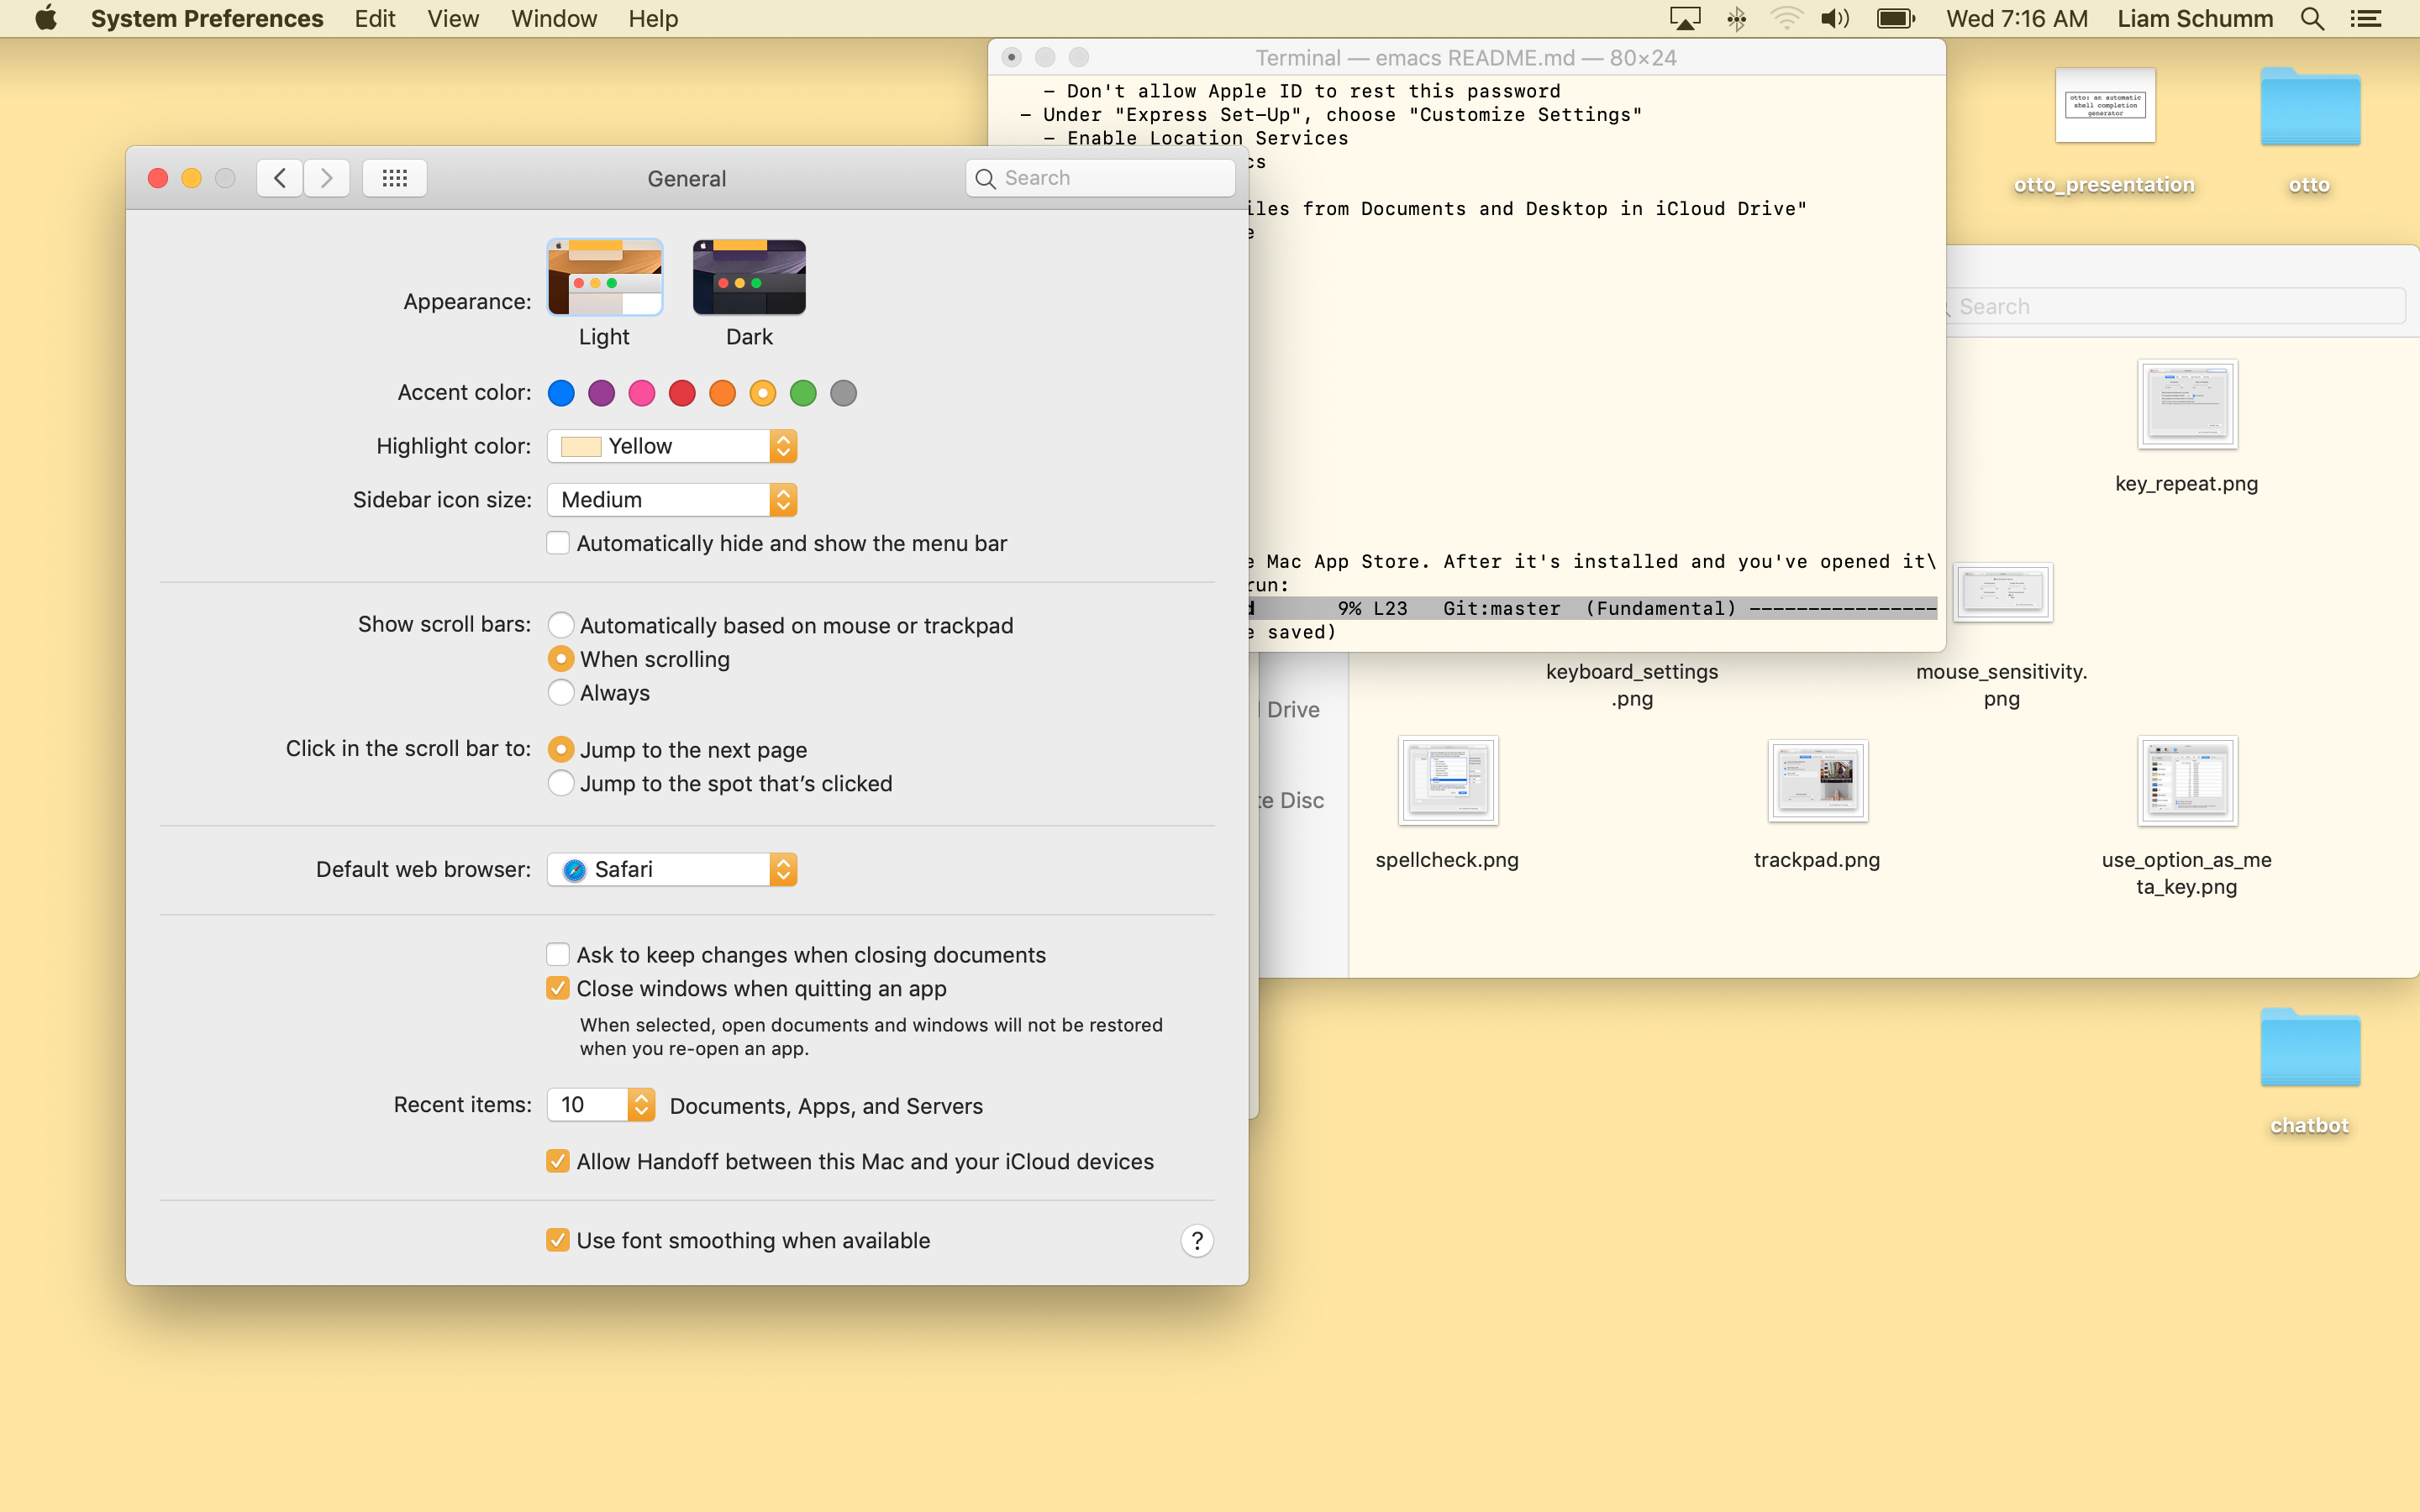 System Preferences Edit View Window Help
Wed 7:16 AM Liam Schumm
Terminal — emacs README.md — 80×24
– Don't allow Apple ID to rest this password
– Under "Express Set-Up", choose "Customize Settings"
– Enable Location Services
cs
iles from Documents and Desktop in iCloud Drive"
e
e Mac App Store. After it's installed and you've opened it\
run:
d 9% L23 Git:master (Fundamental) ----------------
e saved)
General
Search
Appearance:
Light
Dark
Accent color:
Highlight color: Yellow
Sidebar icon size: Medium
Automatically hide and show the menu bar
Show scroll bars: Automatically based on mouse or trackpad
When scrolling
Always
Click in the scroll bar to: Jump to the next page
Jump to the spot that's clicked
Default web browser: Safari
Ask to keep changes when closing documents
Close windows when quitting an app
When selected, open documents and windows will not be restored
when you re-open an app.
Recent items: 10 Documents, Apps, and Servers
Allow Handoff between this Mac and your iCloud devices
Use font smoothing when available
?
otto: an automatic
shell completion
generator
otto_presentation
otto
Search
key_repeat.png
keyboard_settings
.png
mouse_sensitivity.
png
Drive
te Disc
spellcheck.png
trackpad.png
use_option_as_me
ta_key.png
chatbot